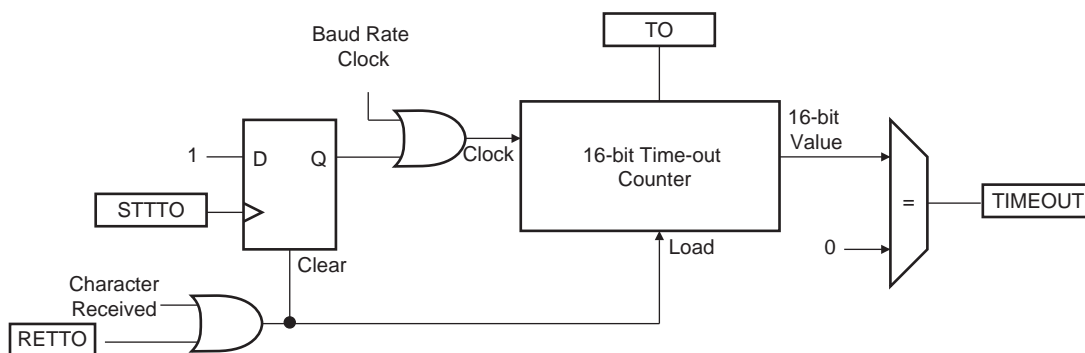 TO
Baud Rate
Clock
16-bit
Value
1
D
Q
Clock
16-bit Time-out
Counter
STTTO
=
TIMEOUT
Clear
Load
0
Character
Received
RETTO